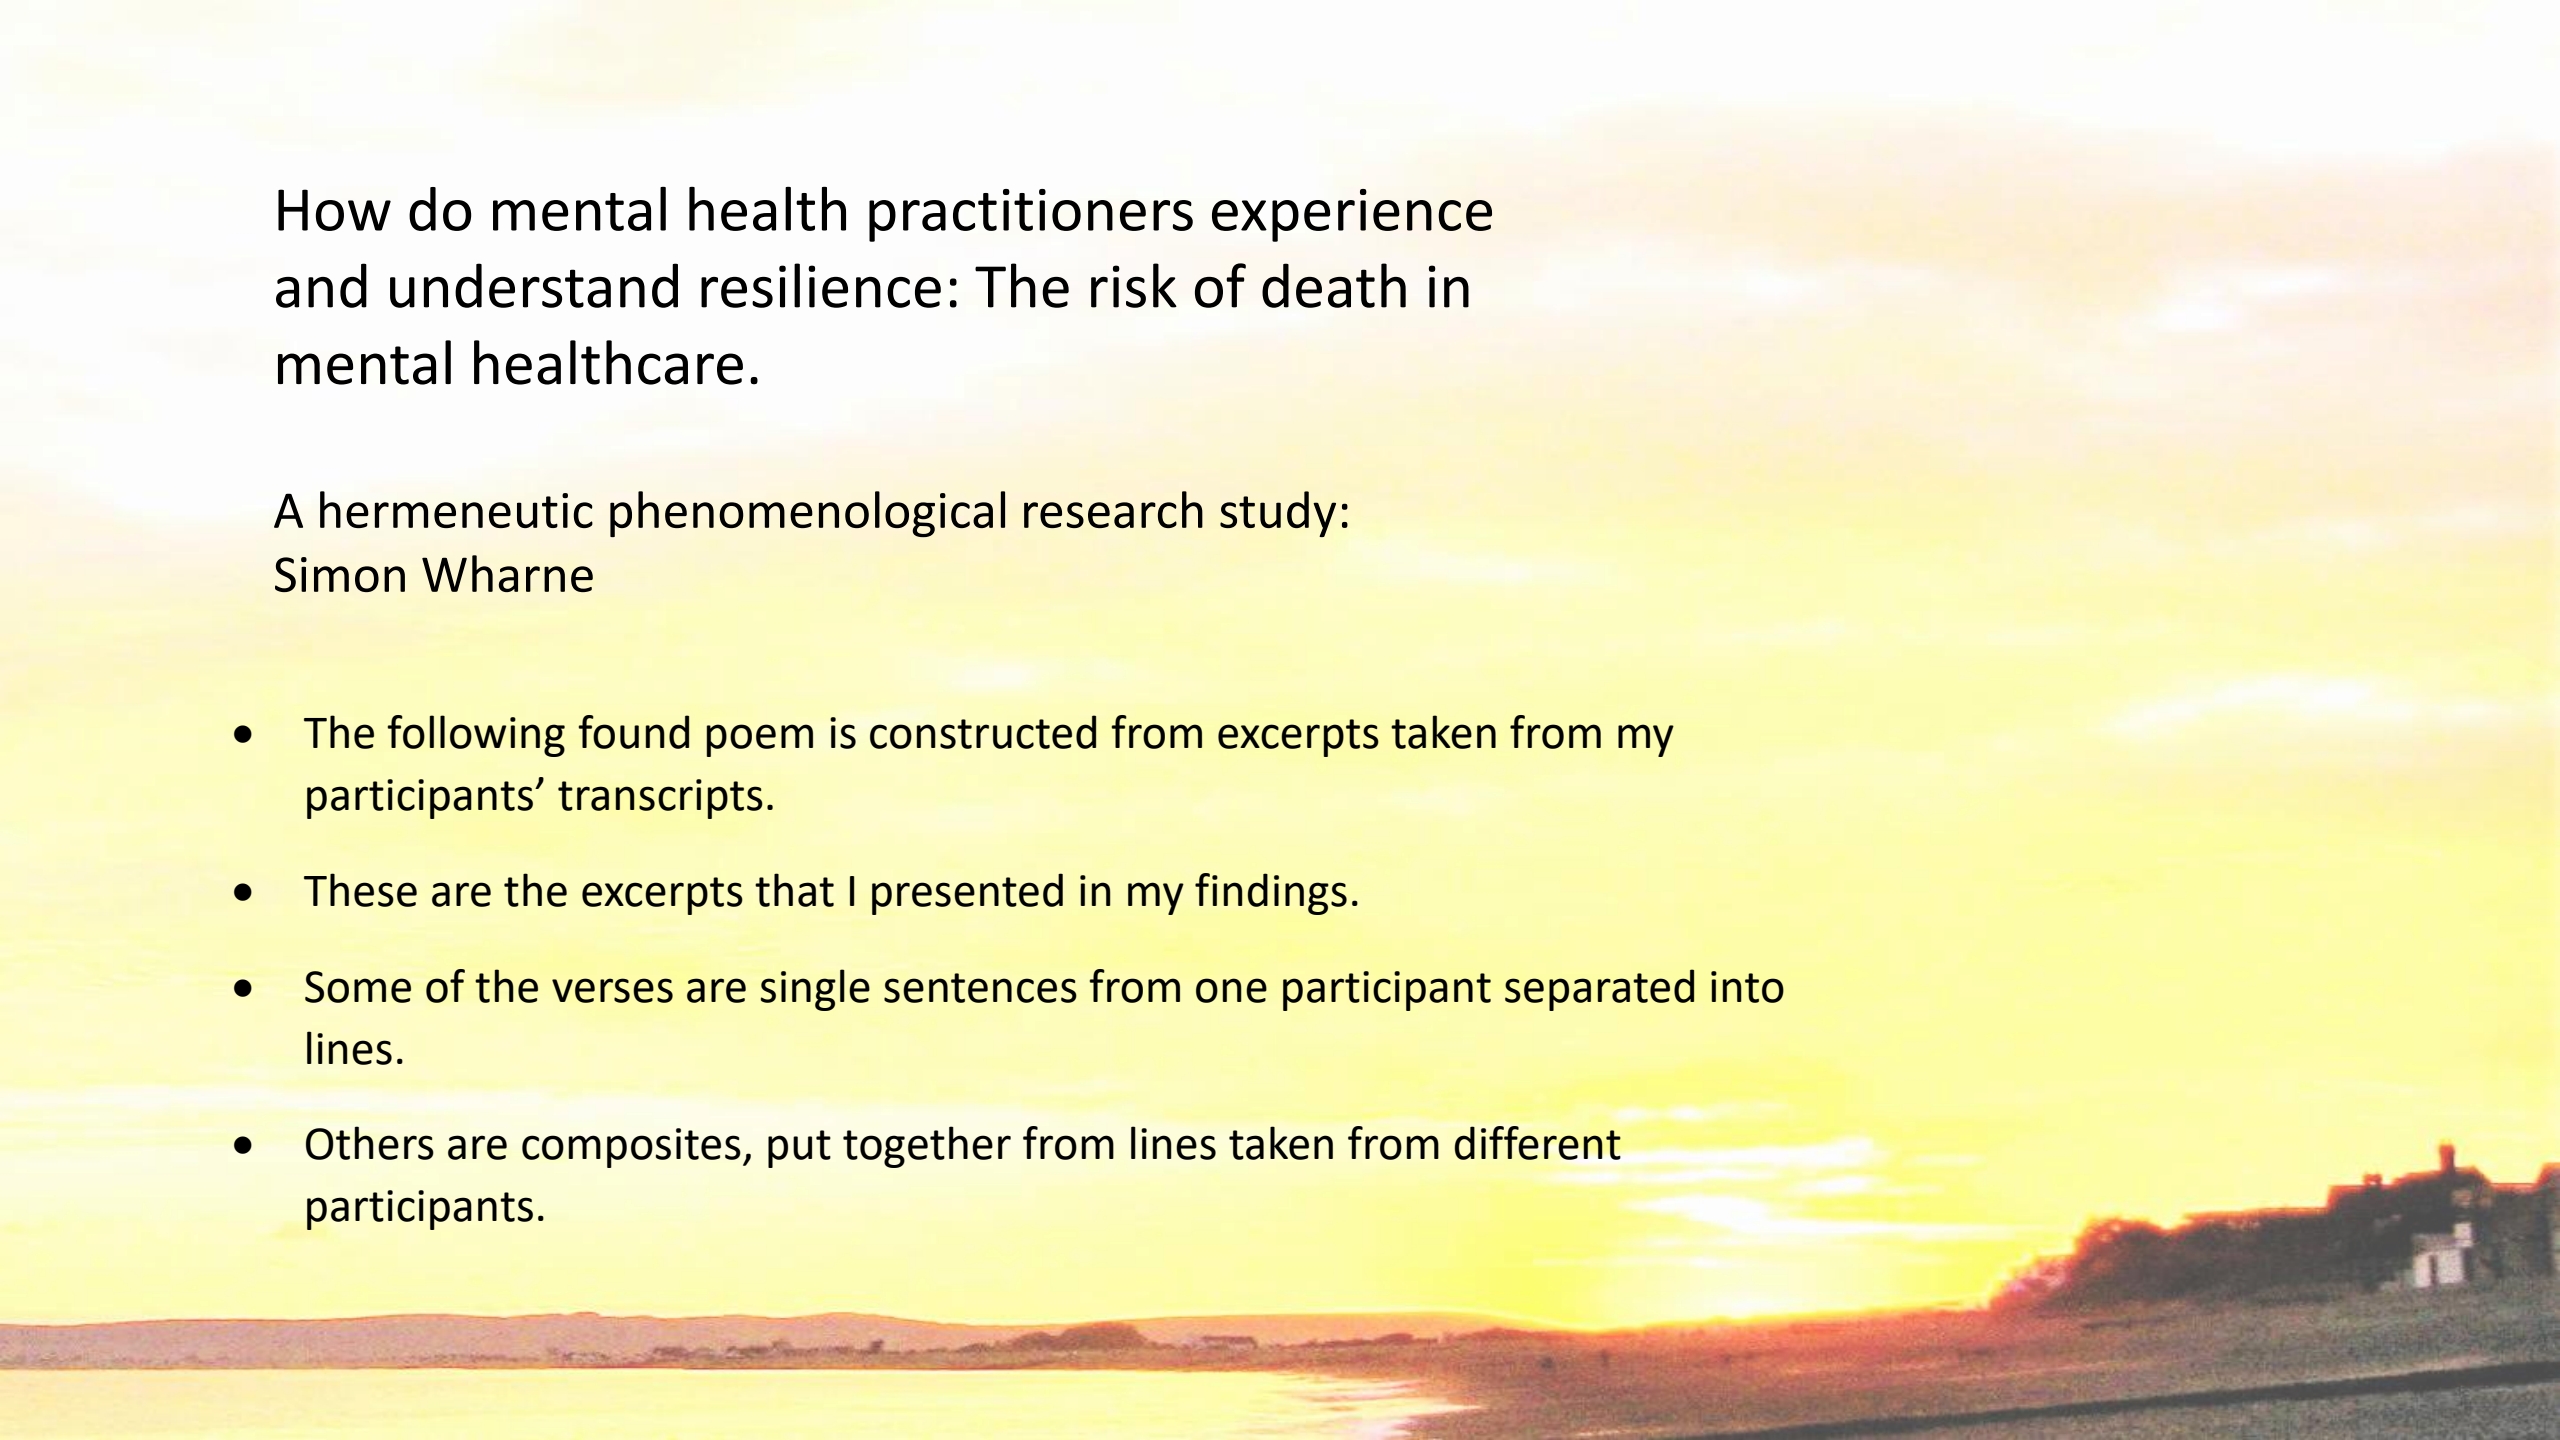 How do mental health practitioners experience
and understand resilience: The risk of death in
mental healthcare.
A hermeneutic phenomenological research study:
Simon Wharne
• The following found poem is constructed from excerpts taken from my
participants’ transcripts.
• These are the excerpts that I presented in my findings.
• Some of the verses are single sentences from one participant separated into
lines.
• Others are composites, put together from lines taken from different
participants.